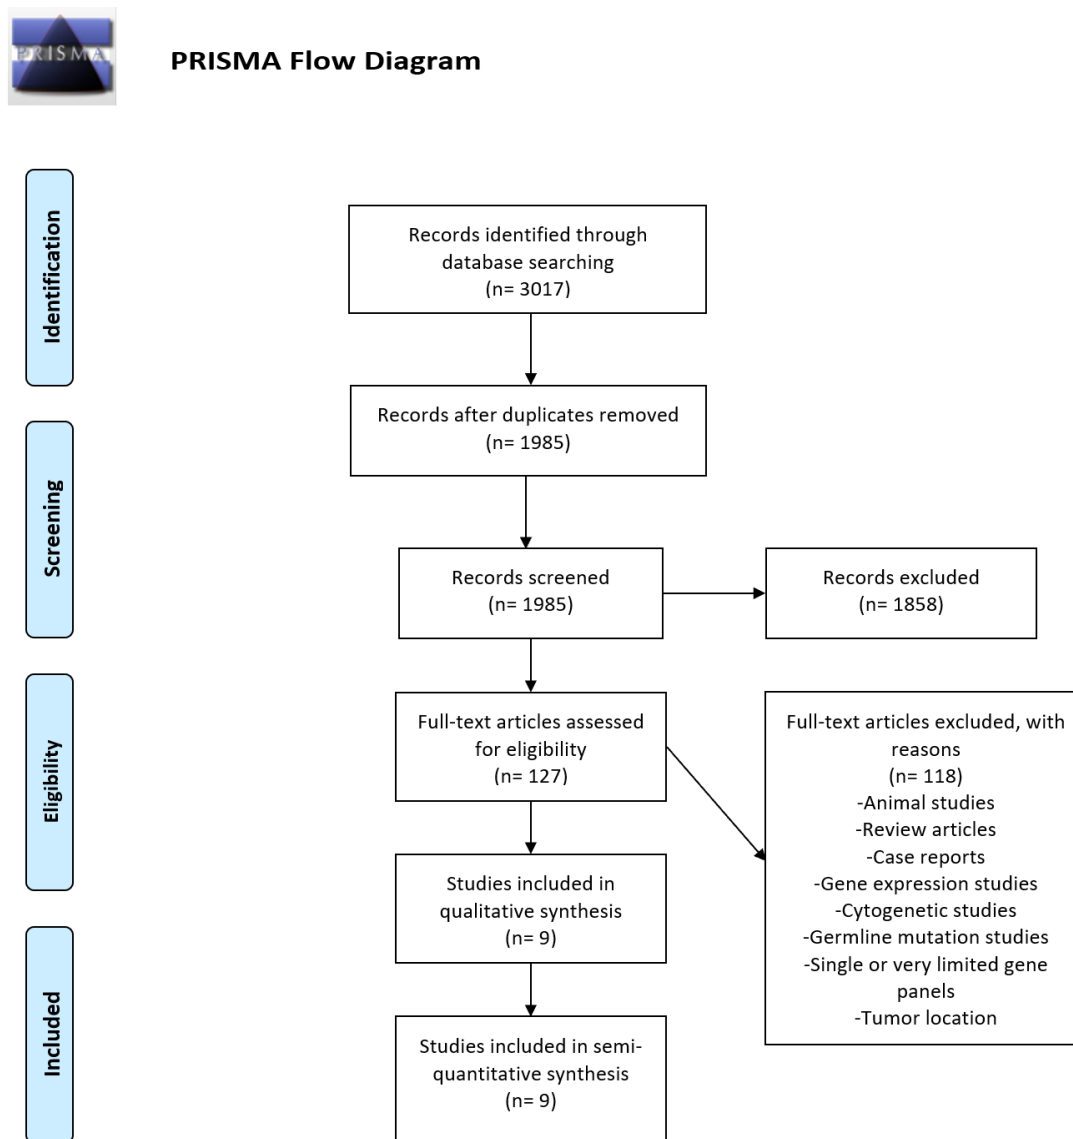 PRISMA
PRISMA Flow Diagram
Identification
Records identified through
database searching
(n= 3017)
Records after duplicates removed
(n= 1985)
Screening
Records screened
(n= 1985)
Records excluded
(n= 1858)
Eligibility
Full-text articles assessed
for eligibility
(n= 127)
Full-text articles excluded, with
reasons
(n= 118)
-Animal studies
-Review articles
-Case reports
-Gene expression studies
-Cytogenetic studies
-Germline mutation studies
-Single or very limited gene
panels
-Tumor location
Studies included in
qualitative synthesis
(n= 9)
Included
Studies included in semi-
quantitative synthesis
(n= 9)